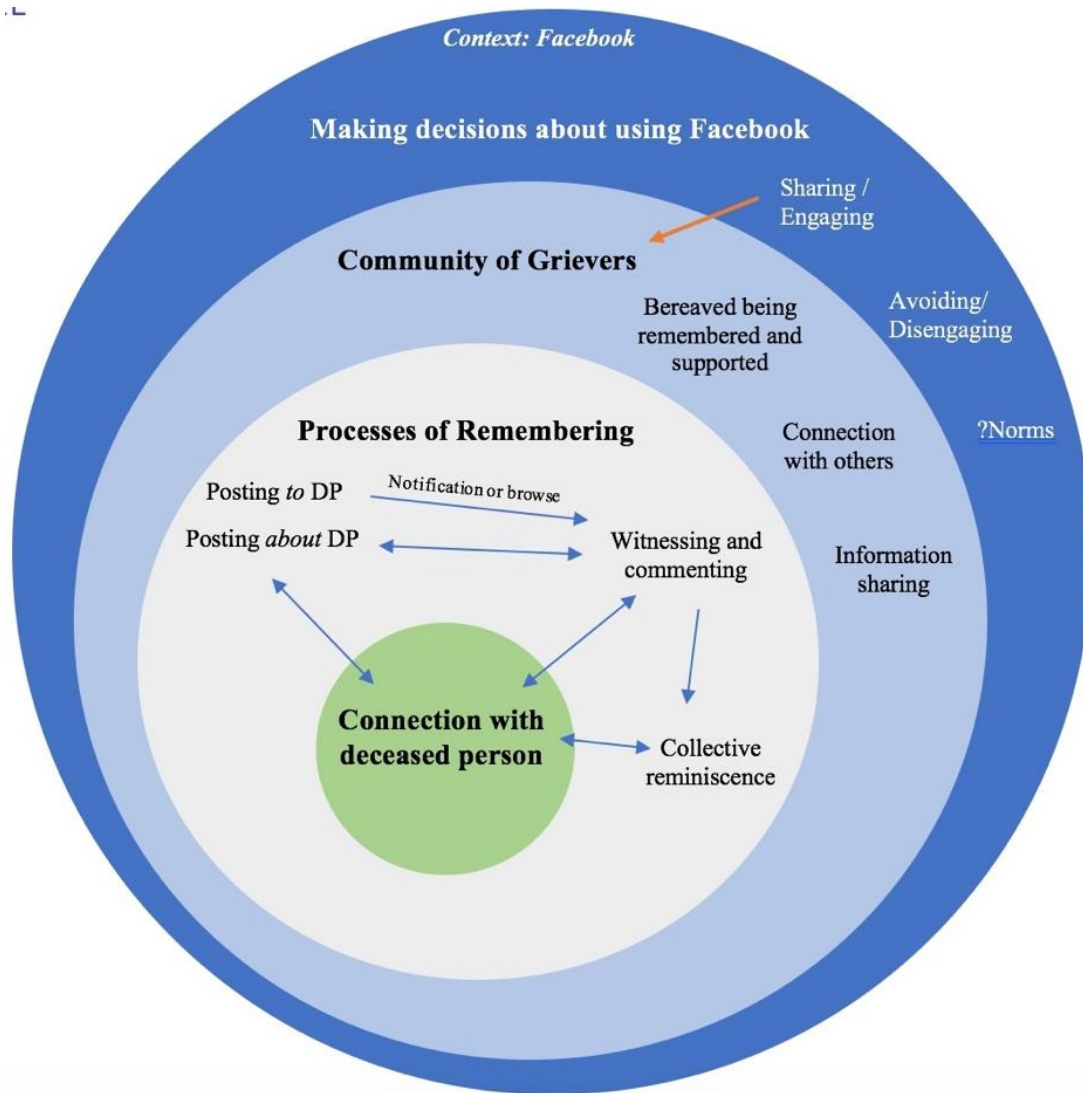 Context: Facebook
Making decisions about using Facebook
Sharing /
Engaging
Community of Grievers
Bereaved being
remembered and
supported
Avoiding/
Disengaging
Connection
with others
?Norms
Processes of Remembering
Posting to DP
Notification or browse
Posting about DP
Witnessing and
commenting
Information
sharing
Connection with
deceased person
Collective
reminiscence